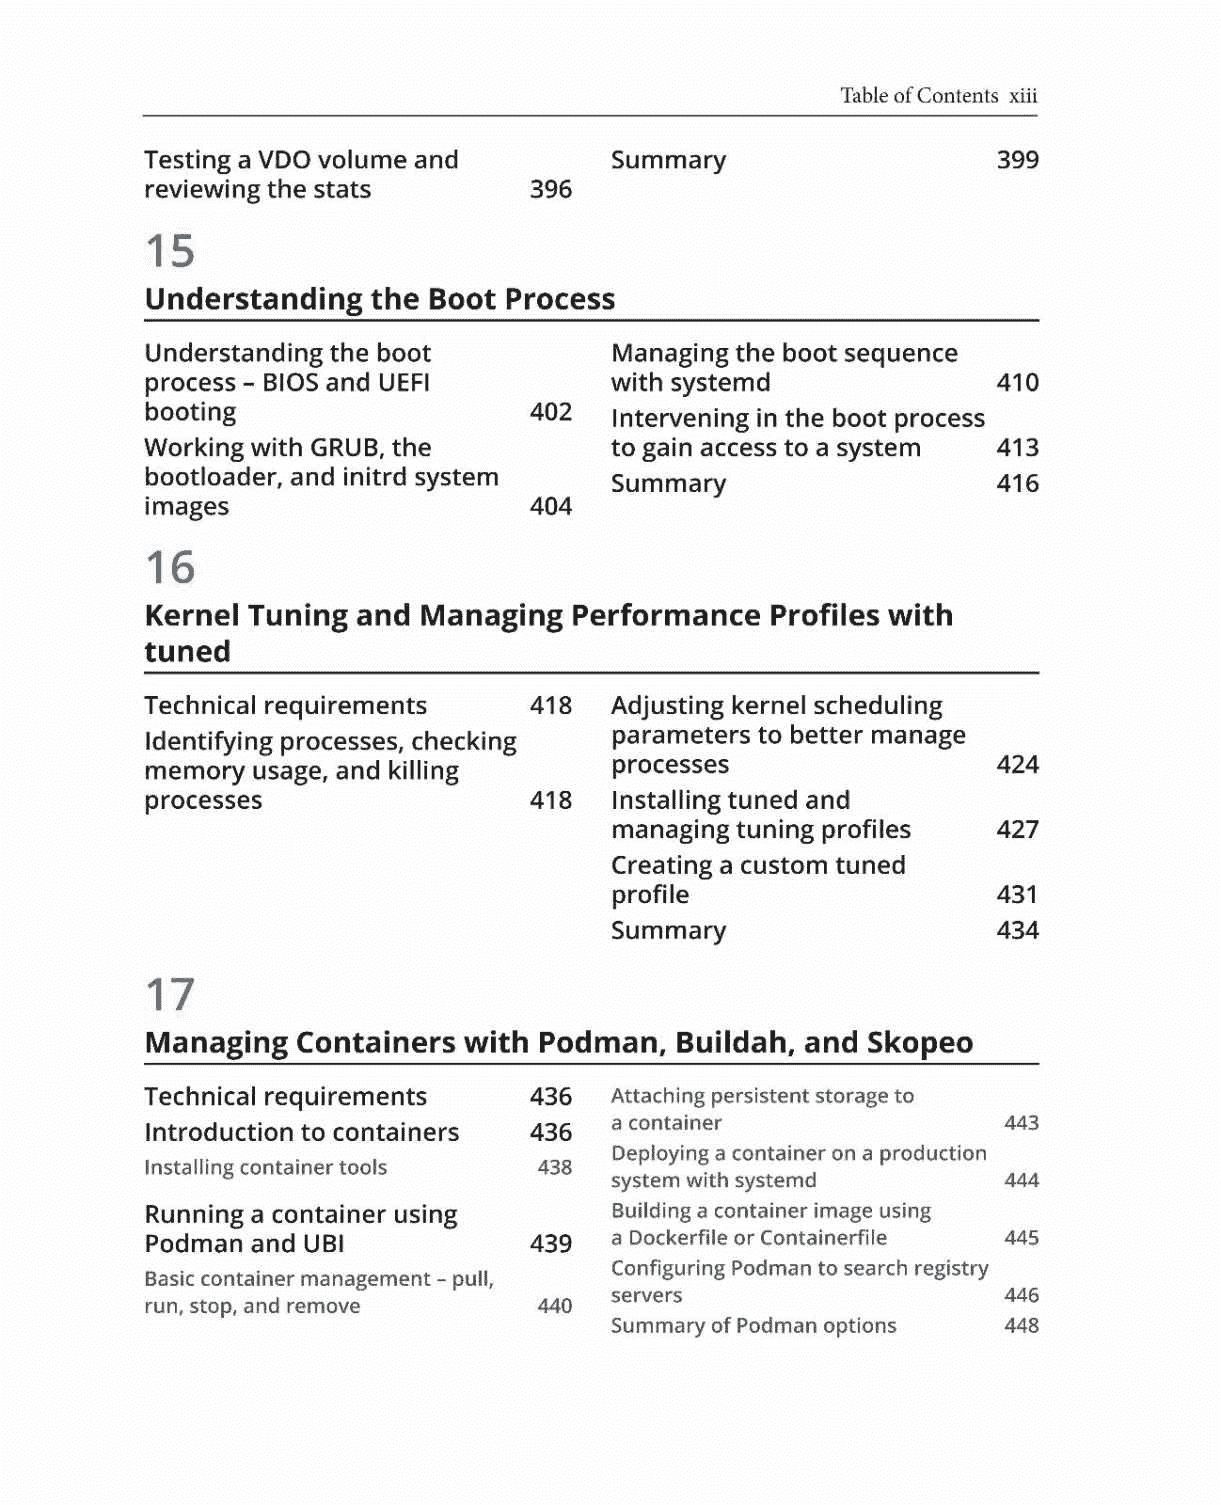 Table of Contents xiii
Testing a VDO volume and
reviewing the stats 396
Summary 399
15
Understanding the Boot Process
Understanding the boot
process – BIOS and UEFI
booting 402
Working with GRUB, the
bootloader, and initrd system
images 404
Managing the boot sequence
with systemd 410
Intervening in the boot process
to gain access to a system 413
Summary 416
16
Kernel Tuning and Managing Performance Profiles with
tuned
Technical requirements 418
Identifying processes, checking
memory usage, and killing
processes 418
Adjusting kernel scheduling
parameters to better manage
processes 424
Installing tuned and
managing tuning profiles 427
Creating a custom tuned
profile 431
Summary 434
17
Managing Containers with Podman, Buildah, and Skopeo
Technical requirements 436
Introduction to containers 436
Installing container tools 438
Running a container using
Podman and UBI 439
Basic container management – pull,
run, stop, and remove 440
Attaching persistent storage to
a container 443
Deploying a container on a production
system with systemd 444
Building a container image using
a Dockerfile or Containerfile 445
Configuring Podman to search registry
servers 446
Summary of Podman options 448